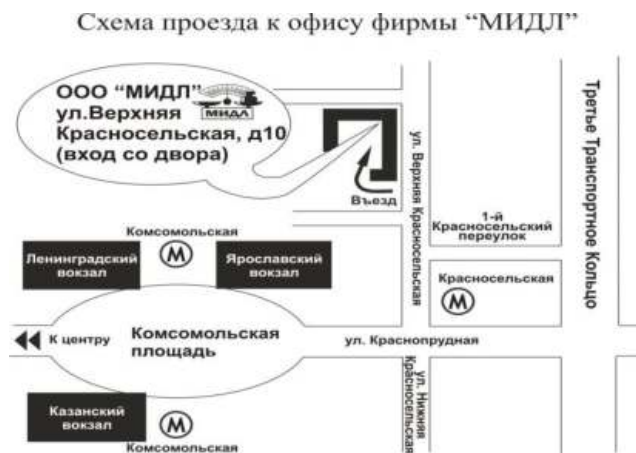 Схема проезда к офису фирмы “МИДЛ”
ООО “МИДЛ”
ул.Верхняя
Красносельская, д10
(вход со двора)
МИДЛ
Въезд
ул. Верхняя Красносельская
Третье Транспортное Кольцо
1-й
Красносельский
переулок
Комсомольская
М
Ленинградский
вокзал
Ярославский
вокзал
Красносельская
М
К центру
Комсомольская
площадь
ул. Краснопрудная
ул. Нижняя
Красносельская
Казанский
вокзал
М
Комсомольская